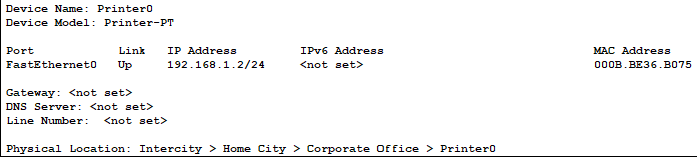 Device Name: Printer0
Device Model: Printer-PT
Port Link IP Address IPv6 Address MAC Address
FastEthernet0 Up 192.168.1.2/24 <not set> 000B.BE36.B075
Gateway: <not set>
DNS Server: <not set>
Line Number: <not set>
Physical Location: Intercity > Home City > Corporate Office > Printer0